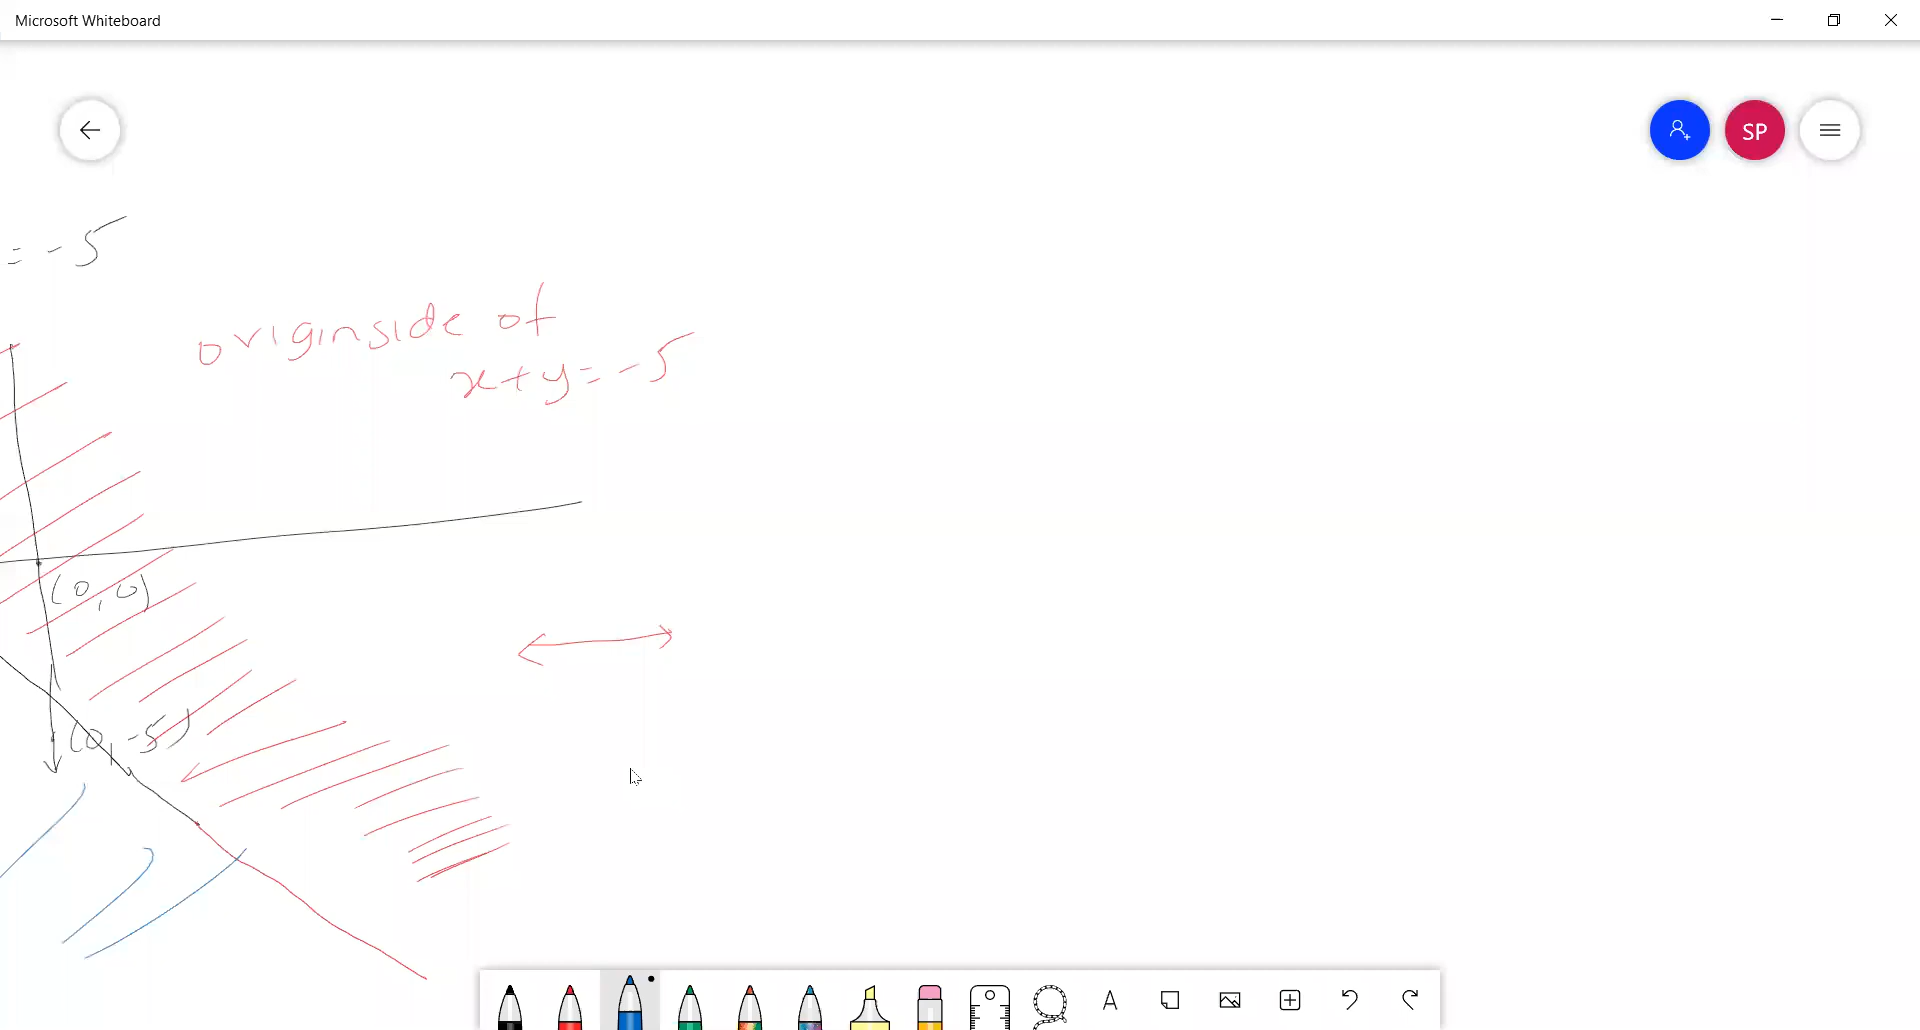 Microsoft Whiteboard
SP
= -5
originside of
x+y=-5
(0,0)
(0,-5)
A